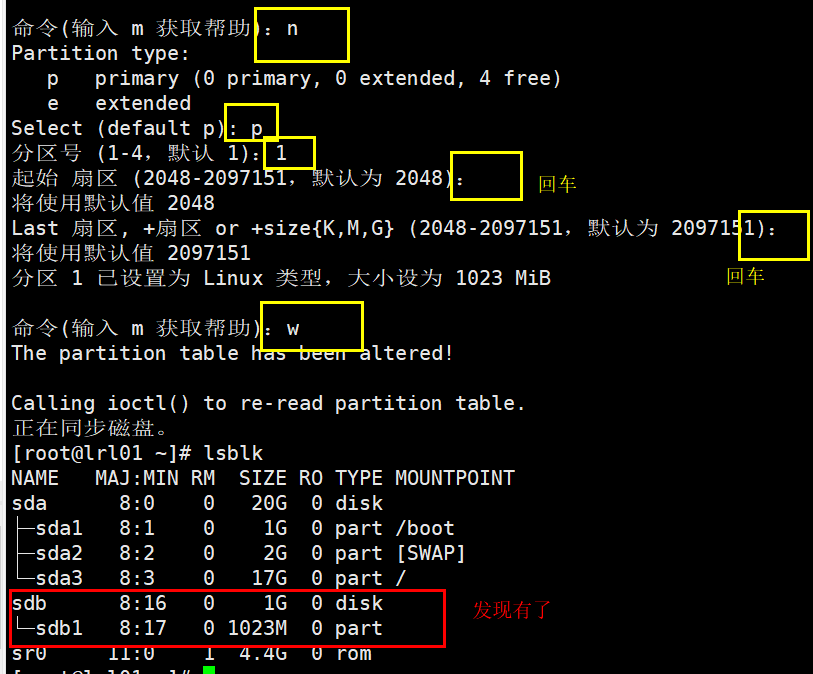 命令(输入 m 获取帮助)：n
Partition type:
   p   primary (0 primary, 0 extended, 4 free)
   e   extended
Select (default p): p
分区号 (1-4，默认 1)：1
起始 扇区 (2048-2097151，默认为 2048)：
回车
将使用默认值 2048
Last 扇区, +扇区 or +size{K,M,G} (2048-2097151，默认为 2097151)：
将使用默认值 2097151
回车
分区 1 已设置为 Linux 类型，大小设为 1023 MiB
命令(输入 m 获取帮助)：w
The partition table has been altered!
Calling ioctl() to re-read partition table.
正在同步磁盘。
[root@lrl01 ~]# lsblk
NAME   MAJ:MIN RM  SIZE RO TYPE MOUNTPOINT
sda      8:0    0   20G  0 disk
├─sda1   8:1    0    1G  0 part /boot
├─sda2   8:2    0    2G  0 part [SWAP]
└─sda3   8:3    0   17G  0 part /
sdb      8:16   0    1G  0 disk
发现有了
└─sdb1   8:17   0 1023M  0 part
sr0     11:0    1  4.4G  0 rom
[root@lrl01 ~]#